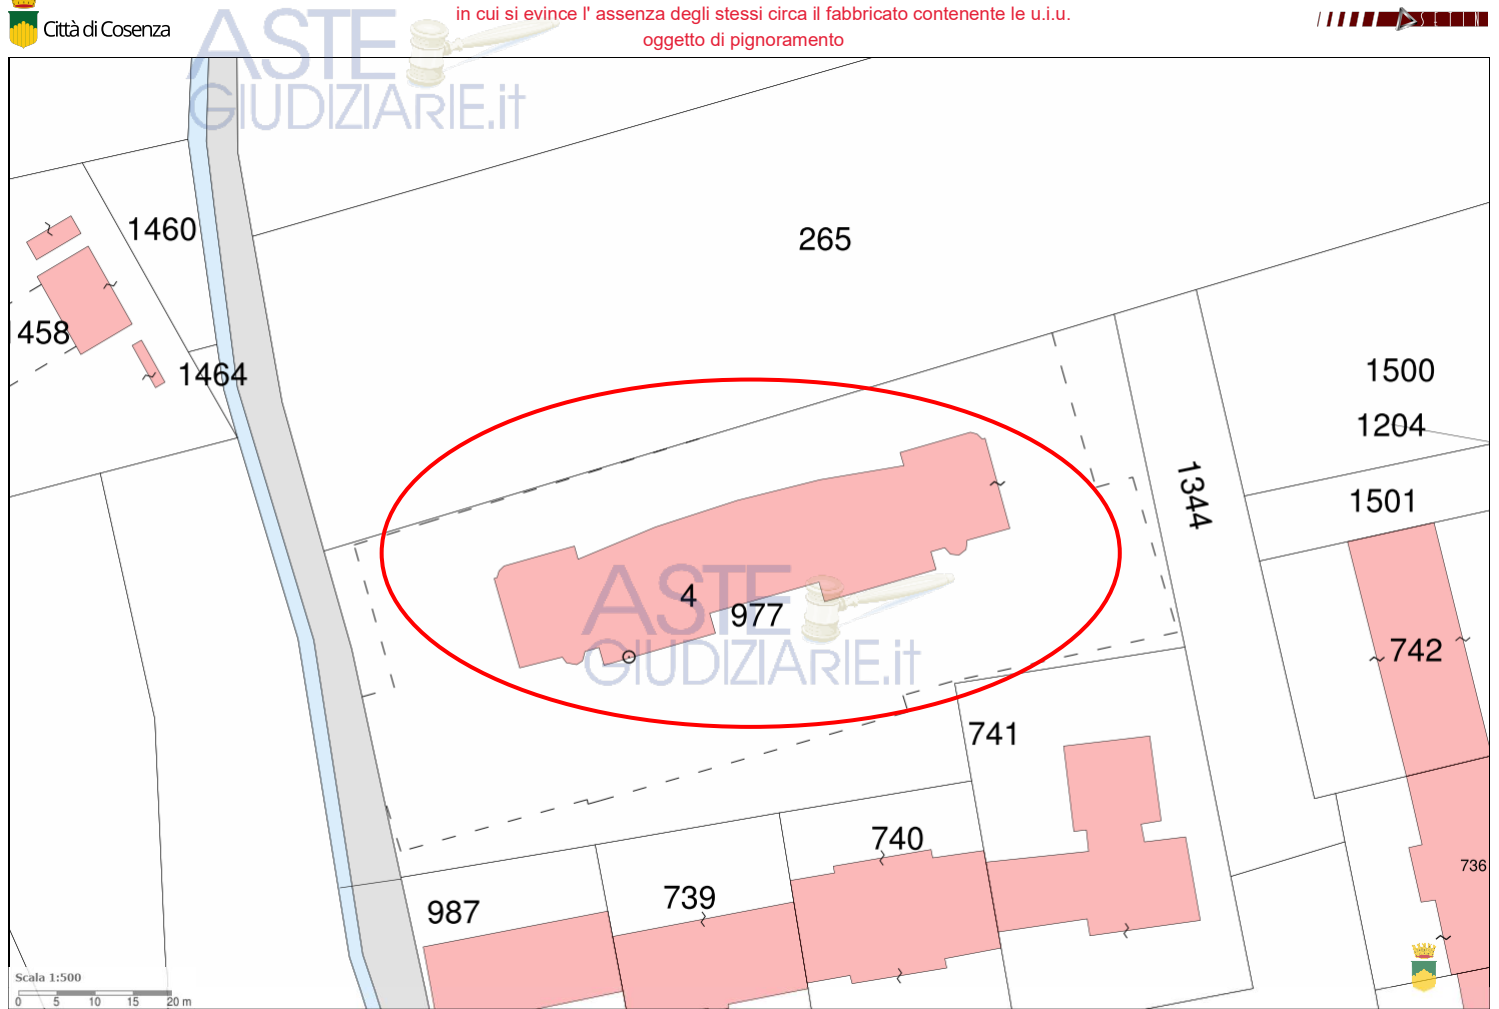 in cui si evince l' assenza degli stessi circa il fabbricato contenente le u.i.u.
oggetto di pignoramento
Città di Cosenza
ASTE
GIUDIZIARIE.it
1460
265
458
1464
1500
1204
1344
1501
4
977
ASTE
GIUDIZIARIE.it
742
741
740
736
739
987
Scala 1:500
0 5 10 15 20 m